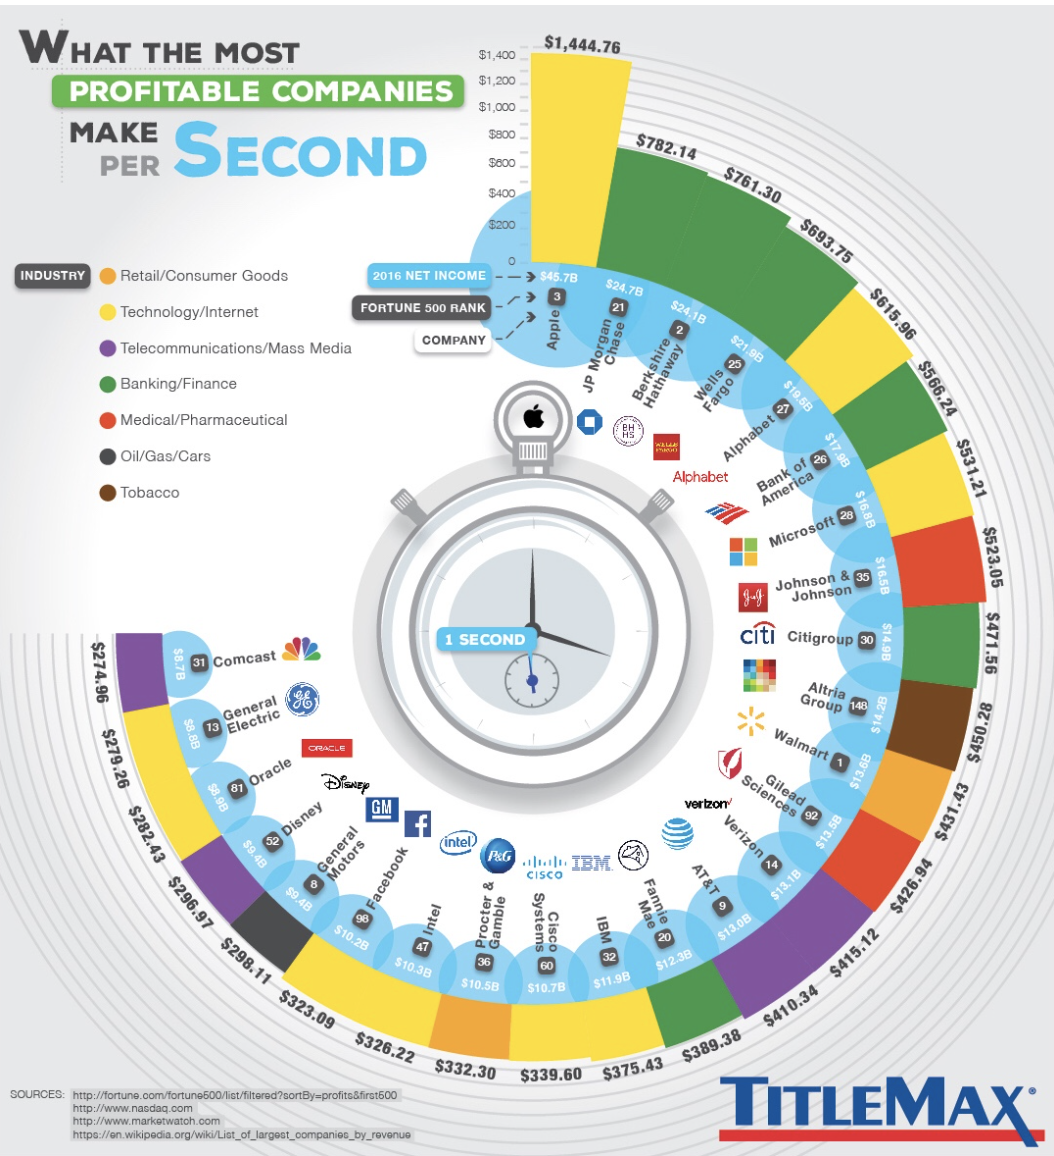 WHAT THE MOST
PROFITABLE COMPANIES
MAKE
PER SECOND
$1,400
$1,200
$1,000
$800
$600
$400
$200
0
INDUSTRY
Retail/Consumer Goods
Technology/Internet
Telecommunications/Mass Media
Banking/Finance
Medical/Pharmaceutical
Oil/Gas/Cars
Tobacco
2016 NET INCOME
FORTUNE 500 RANK
COMPANY
$1,444.76
$45.7B
3
Apple
$782.14
$24.7B
21
JP Morgan
Chase
$761.30
$24.1B
2
Berkshire
Hathaway
BH
HS
$693.75
$21.9B
25
Wells
Fargo
WELLS
FARGO
$615.96
$19.5B
27
Alphabet
Alphabet
$566.24
$17.9B
26
Bank of
America
$531.21
$16.8B
28
Microsoft
$523.05
$16.5B
35
Johnson &
Johnson
J&J
$471.56
$14.9B
30
Citigroup
citi
$450.28
$14.2B
148
Altria
Group
$431.43
$13.6B
1
Walmart
$426.94
$13.5B
92
Gilead
Sciences
$415.12
$13.1B
14
Verizon
verizon
$410.34
$13.0B
9
AT&T
$389.38
$12.3B
20
Fannie
Mae
$375.43
$11.9B
32
IBM
IBM
$339.60
$10.7B
60
Cisco
Systems
CISCO
$332.30
$10.5B
36
Procter &
Gamble
P&G
$326.22
$10.3B
47
Intel
intel
$323.09
$10.2B
98
Facebook
f
$298.11
$9.4B
8
General
Motors
GM
$296.97
$9.4B
52
Disney
Disney
$282.43
$8.9B
81
Oracle
ORACLE
$279.26
$8.8B
13
General
Electric
GE
$274.96
$8.7B
31
Comcast
1 SECOND
SOURCES:
http://fortune.com/fortune500/list/filtered?sortBy=profits&first500
http://www.nasdaq.com
http://www.marketwatch.com
https://en.wikipedia.org/wiki/List_of_largest_companies_by_revenue
TITLEMAX®